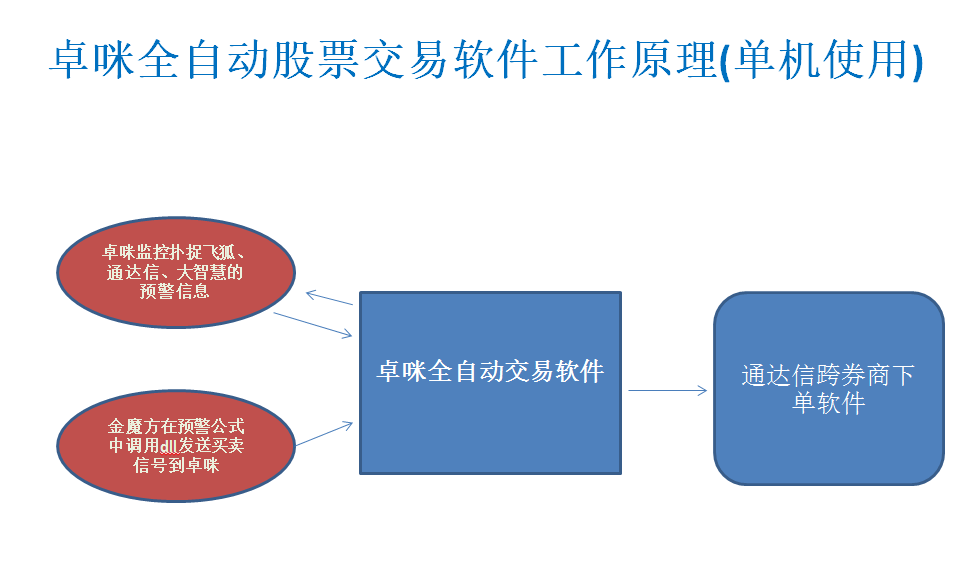 卓咪全自动股票交易软件工作原理(单机使用)
卓咪监控扑捉飞狐、
通达信、大智慧的
预警信息
卓咪全自动交易软件
通达信跨券商下
单软件
金魔方在预警公式
中调用dll发送买卖
信号到卓咪